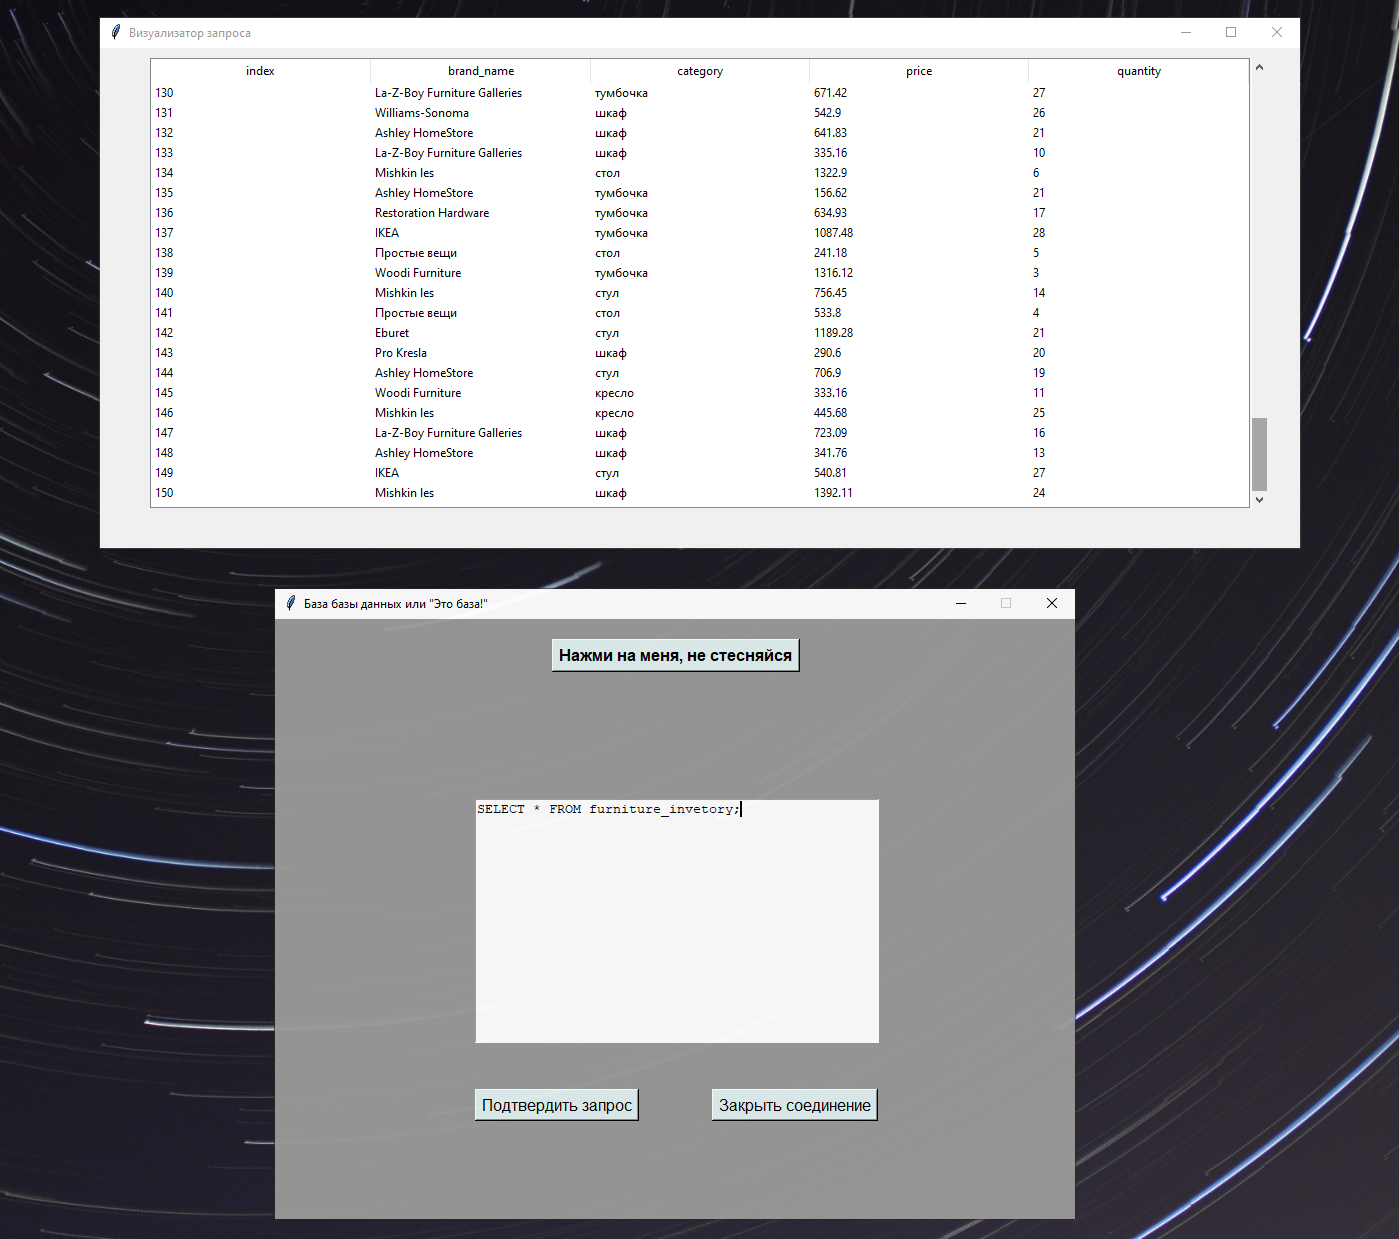 Визуализатор запроса
index brand_name category price quantity
130 La-Z-Boy Furniture Galleries тумбочка 671.42 27
131 Williams-Sonoma шкаф 542.9 26
132 Ashley HomeStore шкаф 641.83 21
133 La-Z-Boy Furniture Galleries шкаф 335.16 10
134 Mishkin les стол 1322.9 6
135 Ashley HomeStore тумбочка 156.62 21
136 Restoration Hardware тумбочка 634.93 17
137 IKEA тумбочка 1087.48 28
138 Простые вещи стол 241.18 5
139 Woodi Furniture тумбочка 1316.12 3
140 Mishkin les стул 756.45 14
141 Простые вещи стол 533.8 4
142 Eburet стул 1189.28 21
143 Pro Kresla шкаф 290.6 20
144 Ashley HomeStore стул 706.9 19
145 Woodi Furniture кресло 333.16 11
146 Mishkin les кресло 445.68 25
147 La-Z-Boy Furniture Galleries шкаф 723.09 16
148 Ashley HomeStore шкаф 341.76 13
149 IKEA стул 540.81 27
150 Mishkin les шкаф 1392.11 24
База базы данных или "Это база!"
Нажми на меня, не стесняйся
SELECT * FROM furniture_invetory;
Подтвердить запрос Закрыть соединение